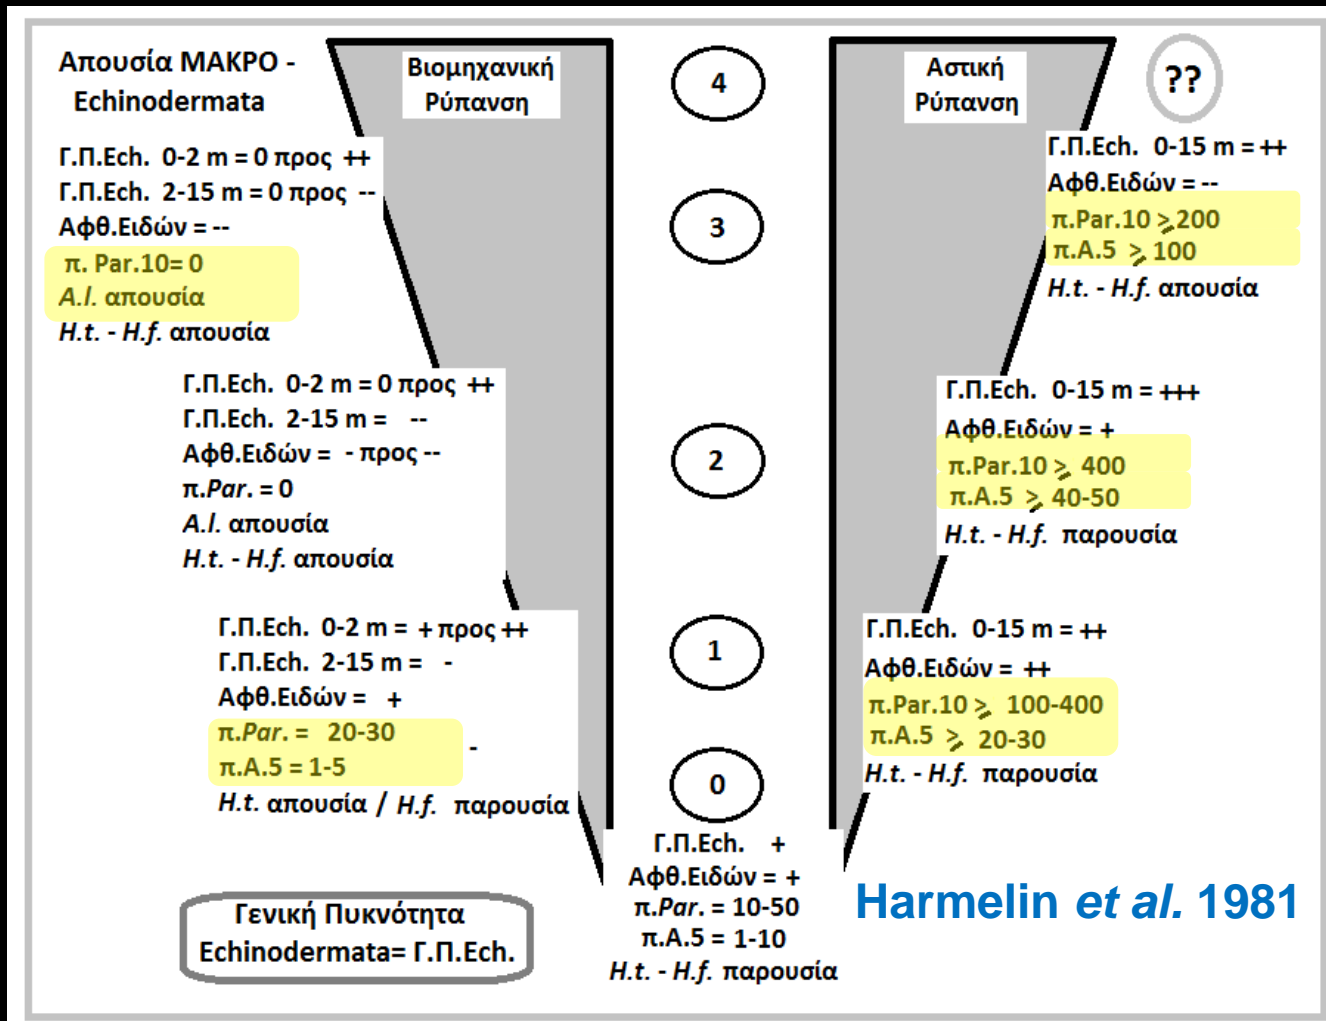 Απουσία ΜΑΚΡΟ -
Echinodermata
Βιομηχανική
Ρύπανση
4
Αστική
Ρύπανση
??
Γ.Π.Ech. 0-2 m = 0 προς ++
Γ.Π.Ech. 2-15 m = 0 προς --
Αφθ.Ειδών = --
π. Par.10= 0
A.l. απουσία
H.t. - H.f. απουσία
3
Γ.Π.Ech. 0-15 m = ++
Αφθ.Ειδών = --
π.Par.10 ⩾ 200
π.Α.5 ⩾ 100
H.t. - H.f. απουσία
Γ.Π.Ech. 0-2 m = 0 προς ++
Γ.Π.Ech. 2-15 m = --
Αφθ.Ειδών = - προς --
π.Par. = 0
A.l. απουσία
H.t. - H.f. απουσία
2
Γ.Π.Ech. 0-15 m = +++
Αφθ.Ειδών = +
π.Par.10 ⩾ 400
π.Α.5 ⩾ 40-50
H.t. - H.f. παρουσία
Γ.Π.Ech. 0-2 m = + προς ++
Γ.Π.Ech. 2-15 m = -
Αφθ.Ειδών = +
π.Par. = 20-30
-
π.Α.5 = 1-5
H.t. απουσία / H.f. παρουσία
1
Γ.Π.Ech. 0-15 m = ++
Αφθ.Ειδών = ++
π.Par.10 ⩾ 100-400
π.Α.5 ⩾ 20-30
H.t. - H.f. παρουσία
0
Γ.Π.Ech. +
Αφθ.Ειδών = +
π.Par. = 10-50
π.Α.5 = 1-10
H.t. - H.f. παρουσία
Γενική Πυκνότητα
Echinodermata= Γ.Π.Ech.
Harmelin et al. 1981